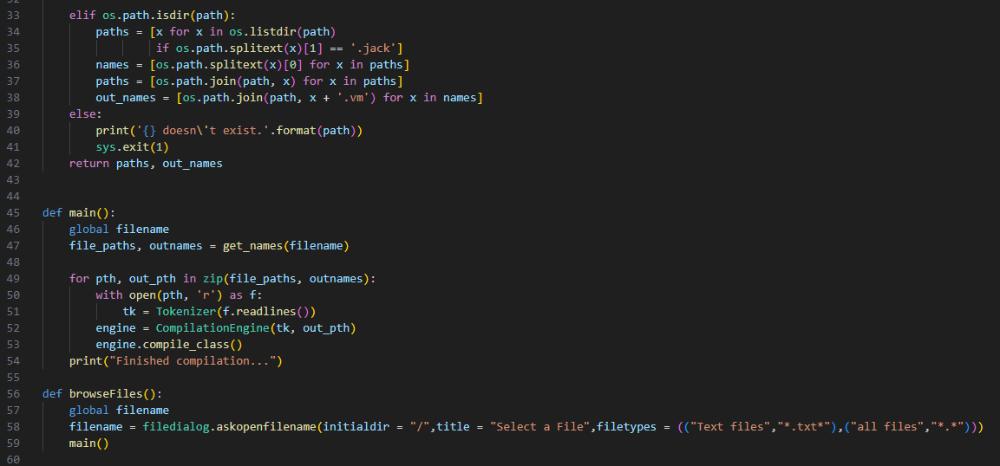 33 elif os.path.isdir(path):
34 paths = [x for x in os.listdir(path)
35 if os.path.splitext(x)[1] == '.jack']
36 names = [os.path.splitext(x)[0] for x in paths]
37 paths = [os.path.join(path, x) for x in paths]
38 out_names = [os.path.join(path, x + '.vm') for x in names]
39 else:
40 print('{} doesn\'t exist.'.format(path))
41 sys.exit(1)
42 return paths, out_names
43
44
45 def main():
46 global filename
47 file_paths, outnames = get_names(filename)
48
49 for pth, out_pth in zip(file_paths, outnames):
50 with open(pth, 'r') as f:
51 tk = Tokenizer(f.readlines())
52 engine = CompilationEngine(tk, out_pth)
53 engine.compile_class()
54 print("Finished compilation...")
55
56 def browseFiles():
57 global filename
58 filename = filedialog.askopenfilename(initialdir = "/",title = "Select a File",filetypes = (("Text files","*.txt*"),("all files","*.*")))
59 main()
60